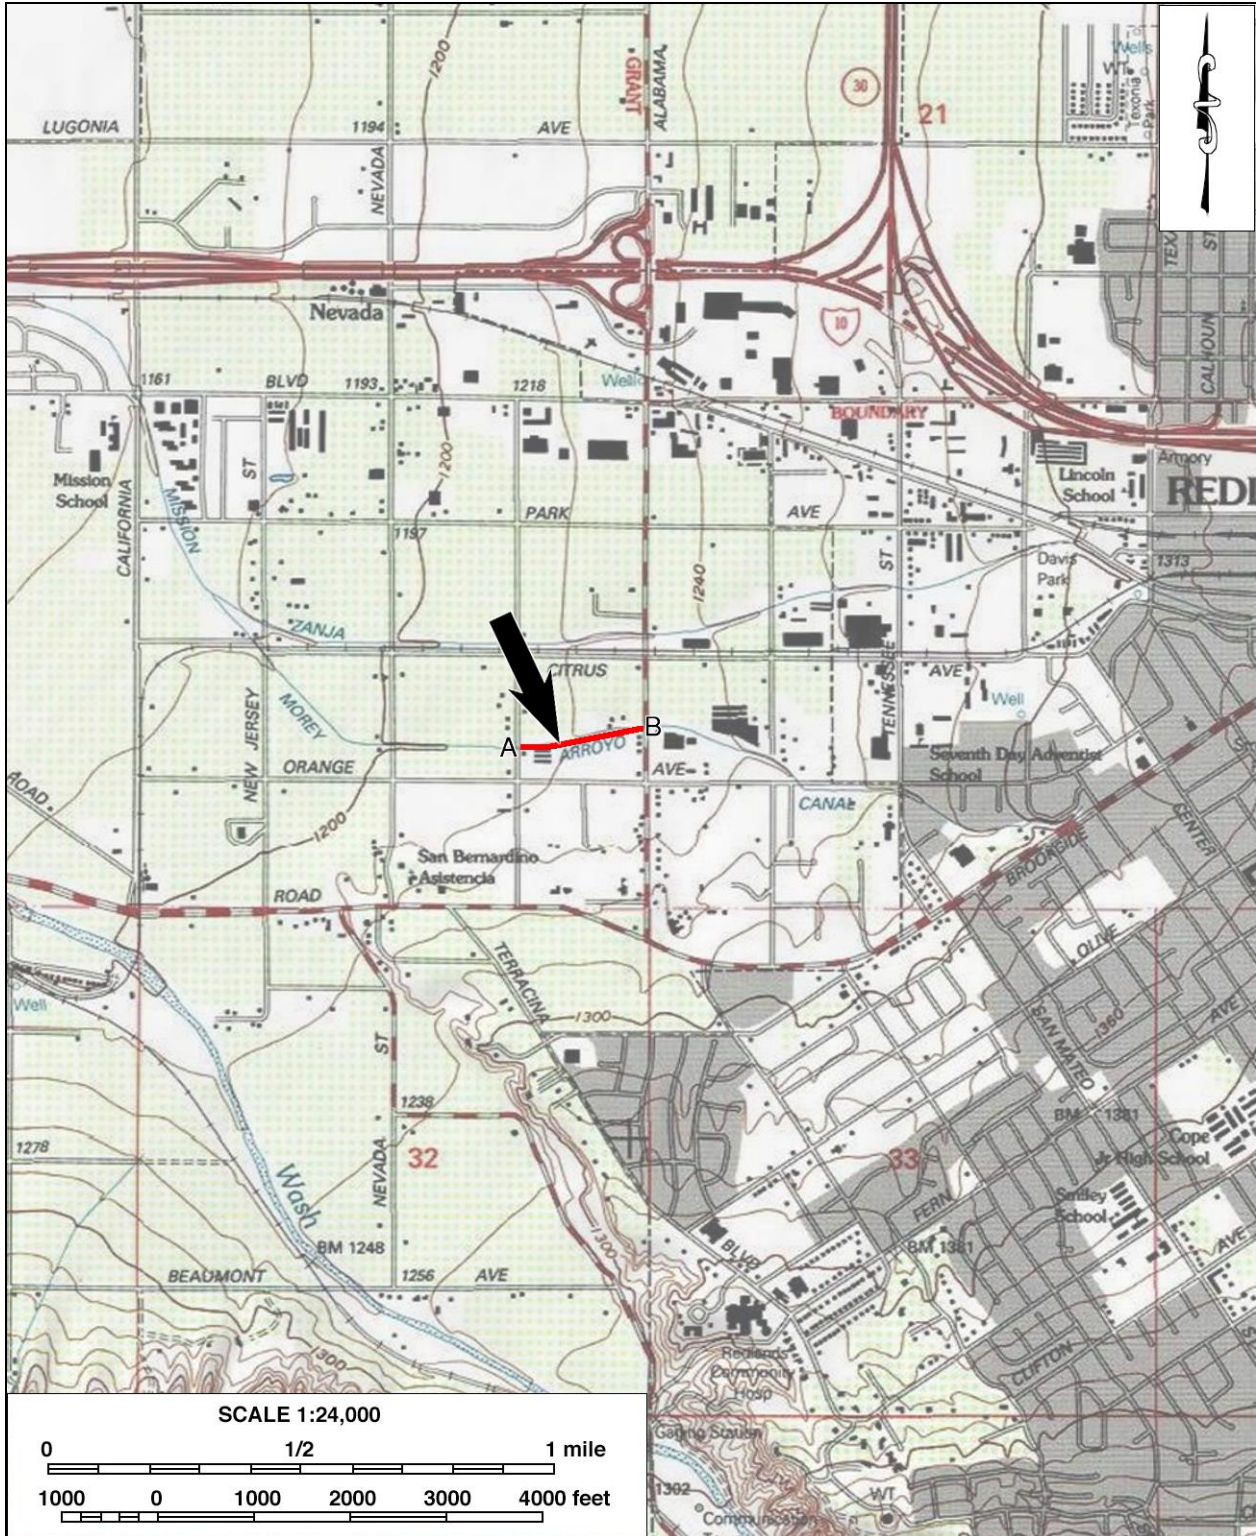 Wells
WT
Texonia
Park
GRANT
ALABAMA
30
21
1200
LUGONIA
1194
AVE
NEVADA
TEX
ST
Nevada
10
CALHOUN
1161
BLVD
1193
1218
Well
BOUNDARY
Mission
School
ST
1200
Armory
Lincoln
School
REDI
CALIFORNIA
MISSION
PARK
AVE
1197
ST
Davis
Park
1313
1240
ZANJA
CITRUS
AVE
TENNESSEE
Well
NEW JERSEY
MOREY
A
B
ARROYO
Seventh Day Adventist
School
ORANGE
AVE
CANAL
ROAD
1200
CENTER
BROOKSIDE
San Bernardino
Asistencia
ROAD
OLIVE
TERRACINA
Well
1300
AVE
SAN MATEO
1360
ST
1238
BM 1381
1278
32
33
Cope
Jr High School
NEVADA
Wash
FERN
Smiley
School
1300
BLVD
BM 1248
BM 1331
AVE
BEAUMONT
1256
AVE
1300
Redlands
Community
Hosp
CLIFTON
Gaging Station
1302
WT
Communication
SCALE 1:24,000
0 1/2 1 mile
1000 0 1000 2000 3000 4000 feet